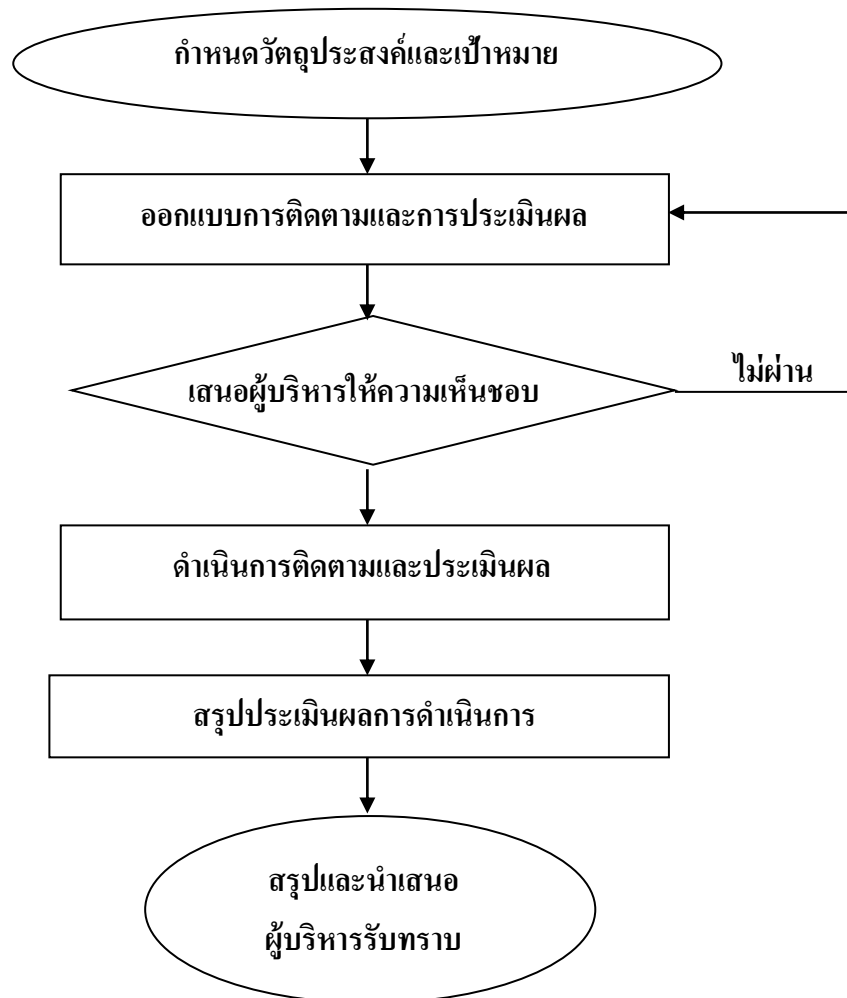 กำหนดวัตถุประสงค์และเป้าหมาย
ออกแบบการติดตามและการประเมินผล
เสนอผู้บริหารให้ความเห็นชอบ
ไม่ผ่าน
ดำเนินการติดตามและประเมินผล
สรุปประเมินผลการดำเนินการ
สรุปและนำเสนอ
ผู้บริหารรับทราบ